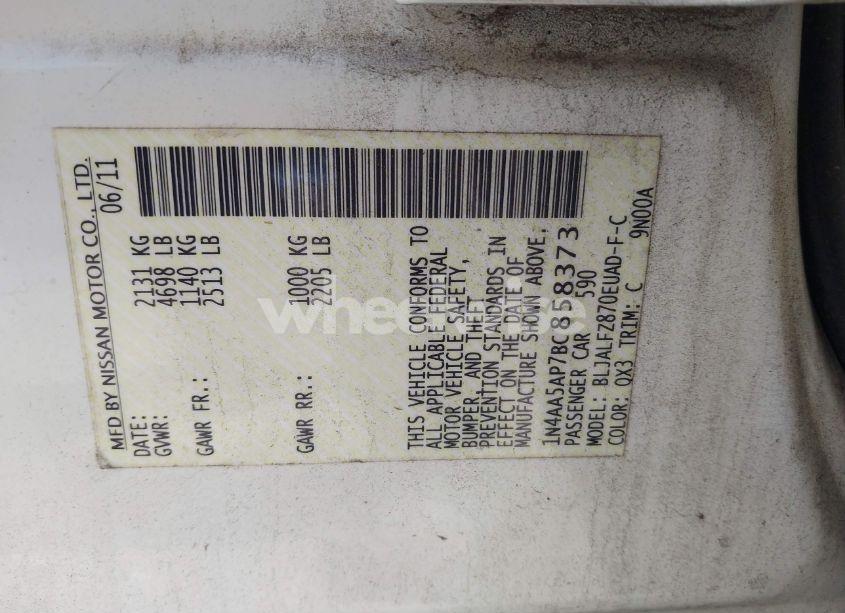 MFD BY NISSAN MOTOR CO., LTD.
DATE: 06/11
GVWR: 2131 KG
4698 LB
GAWR FR.: 1140 KG
2513 LB
GAWR RR.: 1000 KG
2205 LB
THIS VEHICLE CONFORMS TO
ALL APPLICABLE FEDERAL
MOTOR VEHICLE SAFETY,
BUMPER, AND THEFT
PREVENTION STANDARDS IN
EFFECT ON THE DATE OF
MANUFACTURE SHOWN ABOVE.
1N4AA5AP7BC858373
PASSENGER CAR 590
MODEL: BLJALFZ870EUAD-F-C
COLOR: QX3 TRIM: C 9N00A